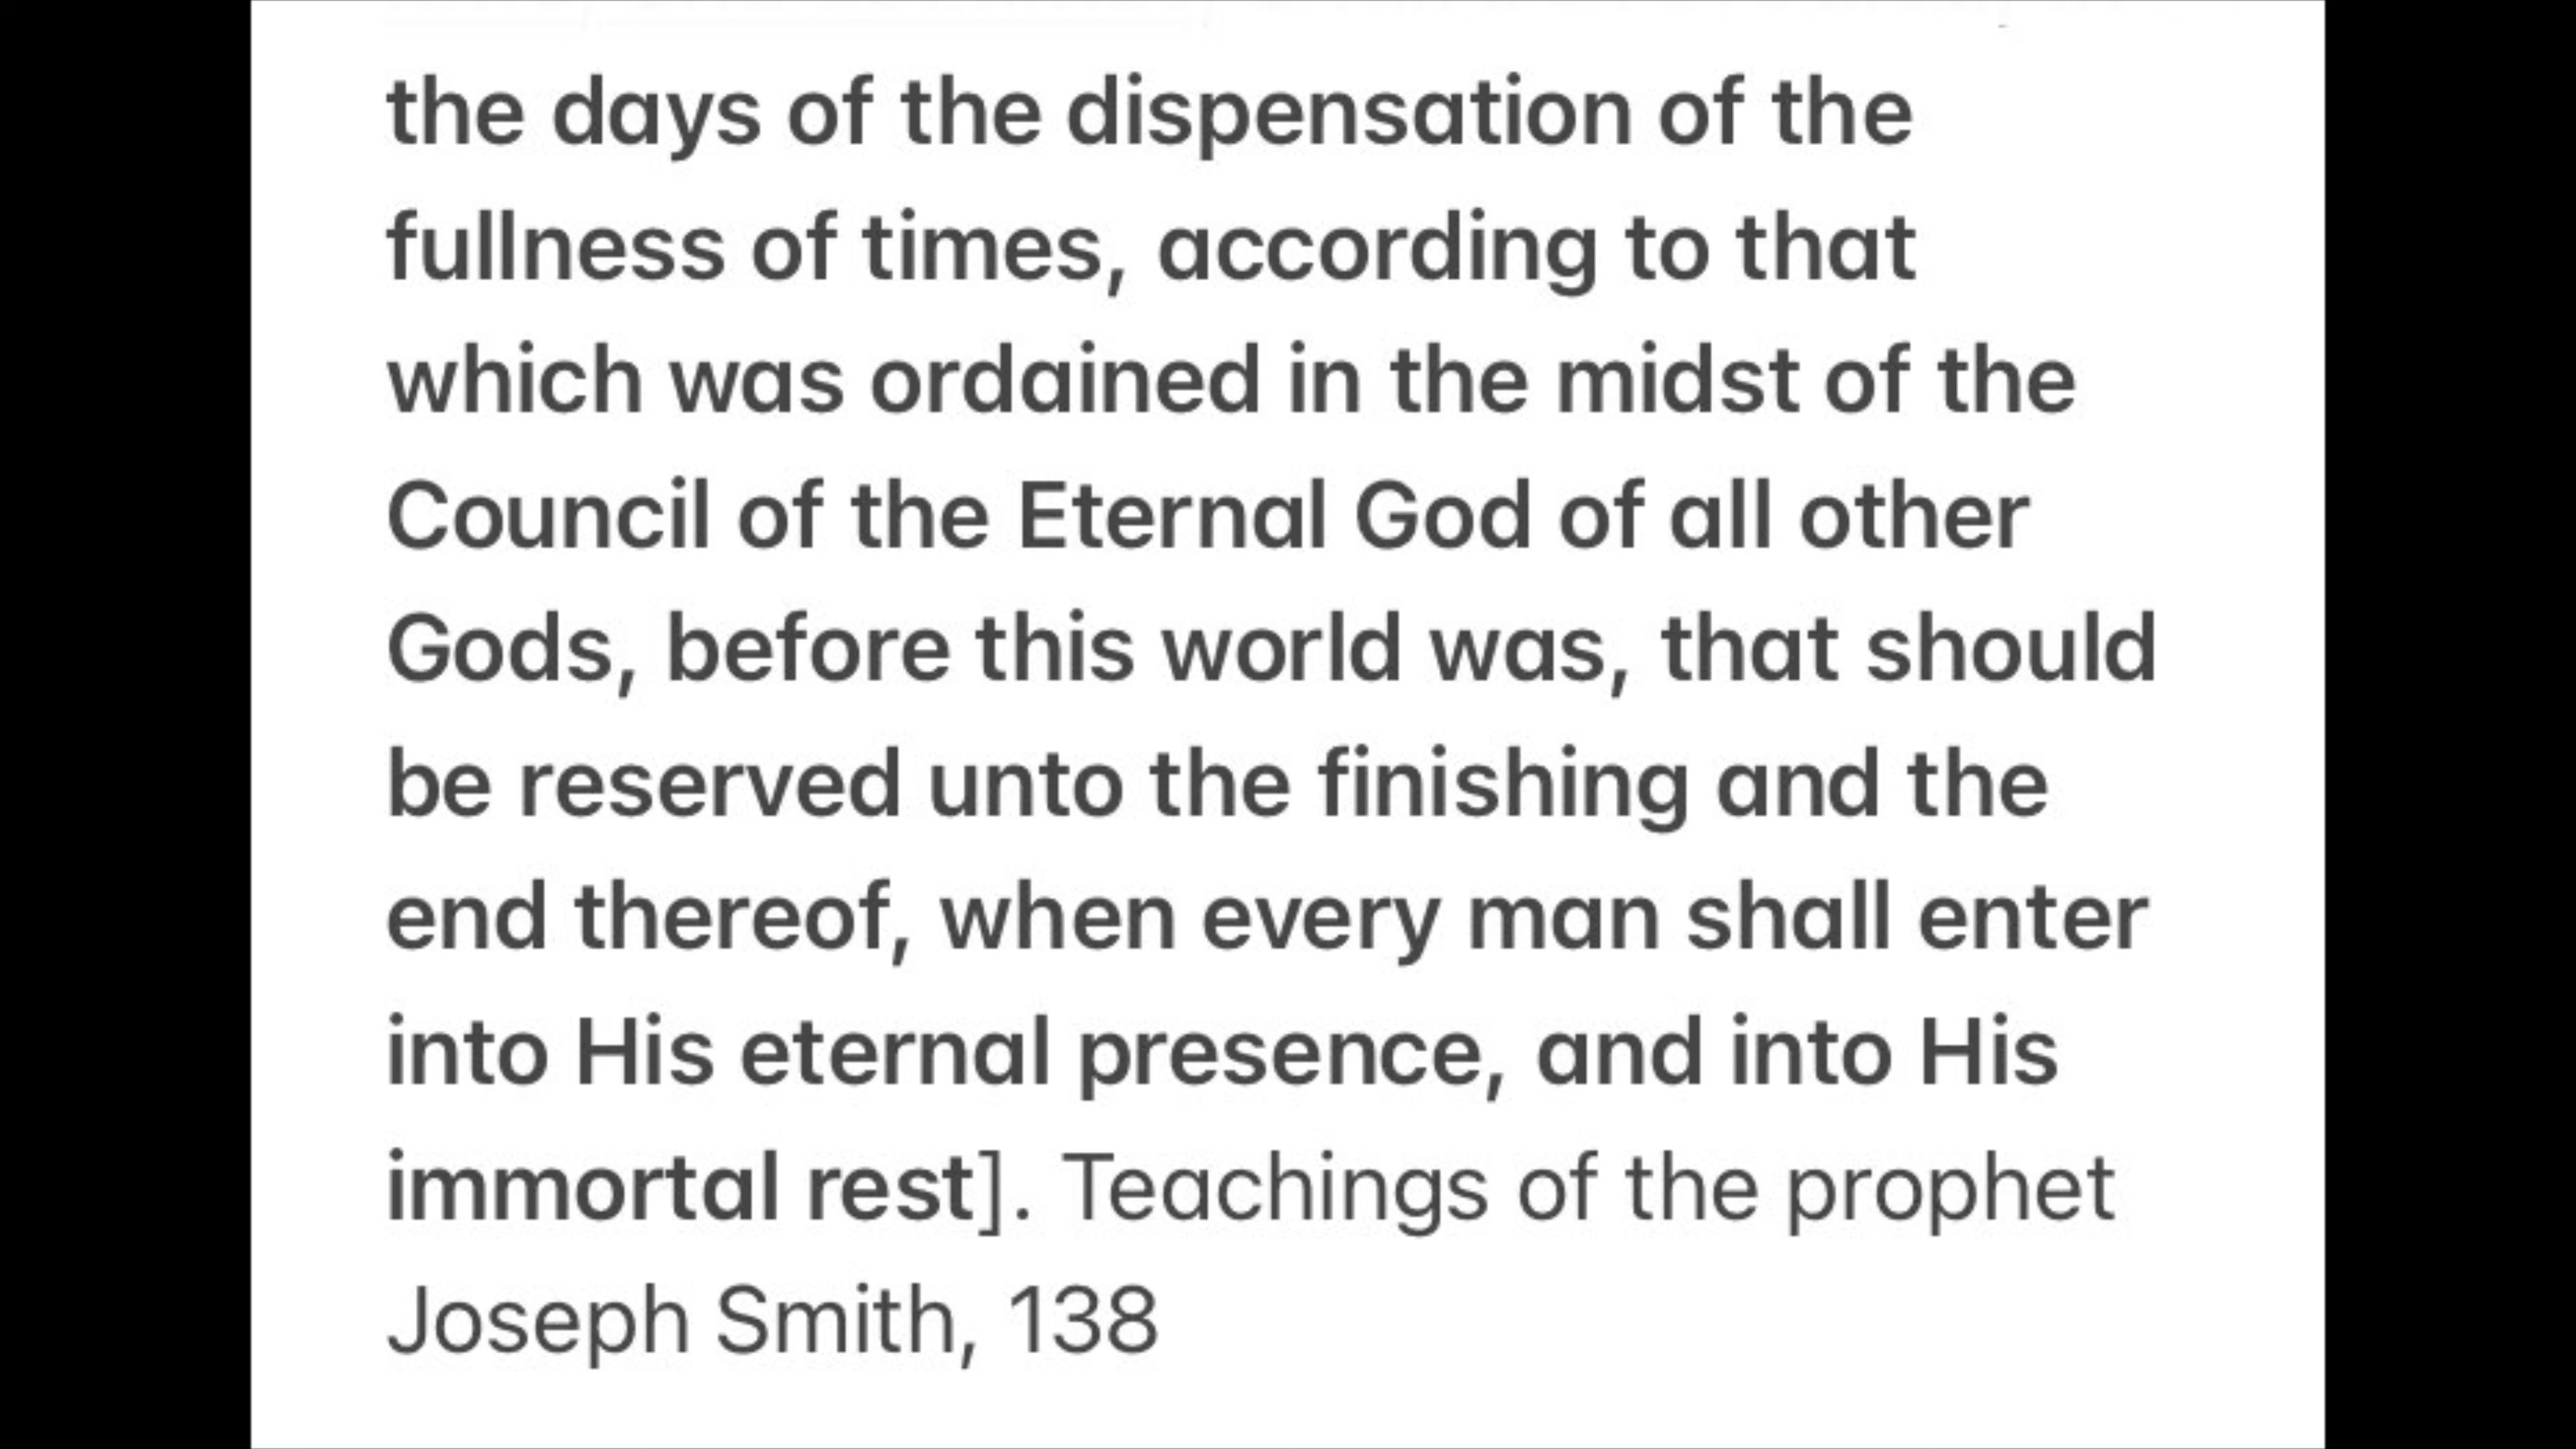 the days of the dispensation of the
fullness of times, according to that
which was ordained in the midst of the
Council of the Eternal God of all other
Gods, before this world was, that should
be reserved unto the finishing and the
end thereof, when every man shall enter
into His eternal presence, and into His
immortal rest]. Teachings of the prophet
Joseph Smith, 138